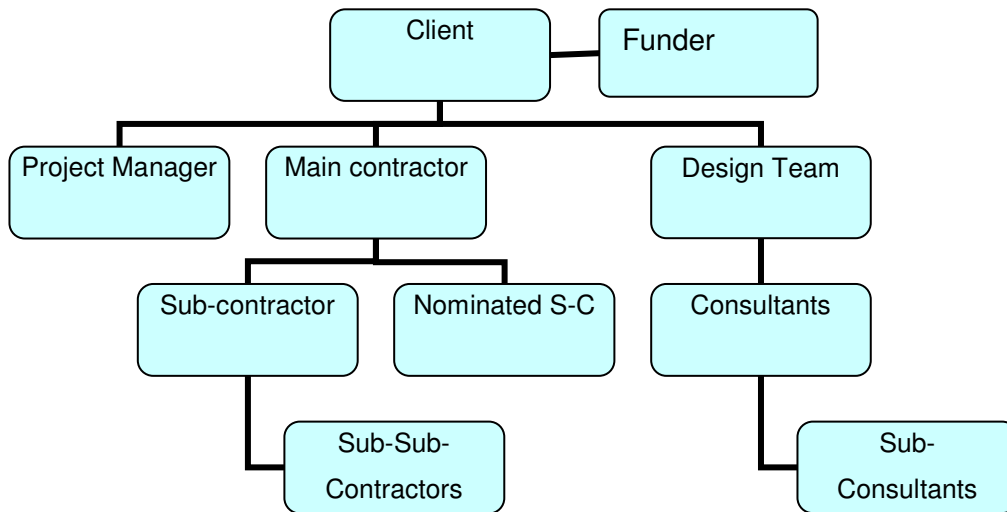 Client
Funder
Project Manager
Main contractor
Design Team
Sub-contractor
Nominated S-C
Consultants
Sub-Sub-
Contractors
Sub-
Consultants